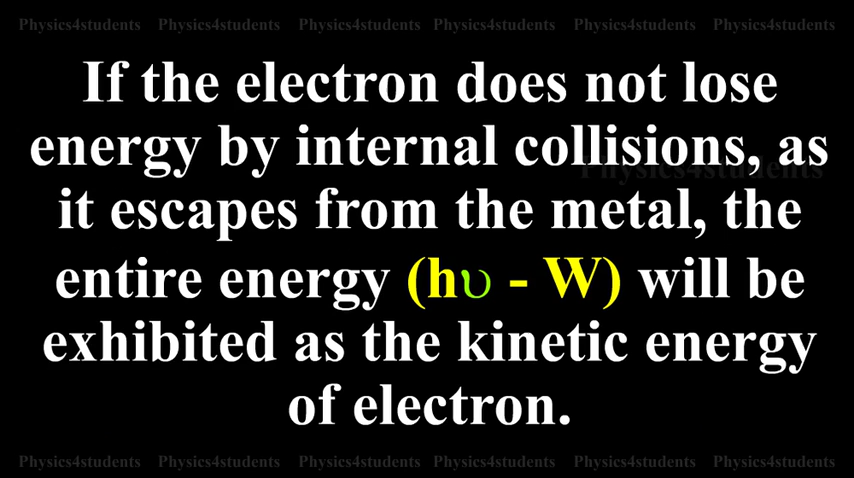 Physics4students Physics4students Physics4students Physics4students Physics4students Physics4students
If the electron does not lose
energy by internal collisions, as
Physics4students
it escapes from the metal, the
entire energy (hυ - W) will be
exhibited as the kinetic energy
of electron.
Physics4students Physics4students Physics4students Physics4students Physics4students Physics4students